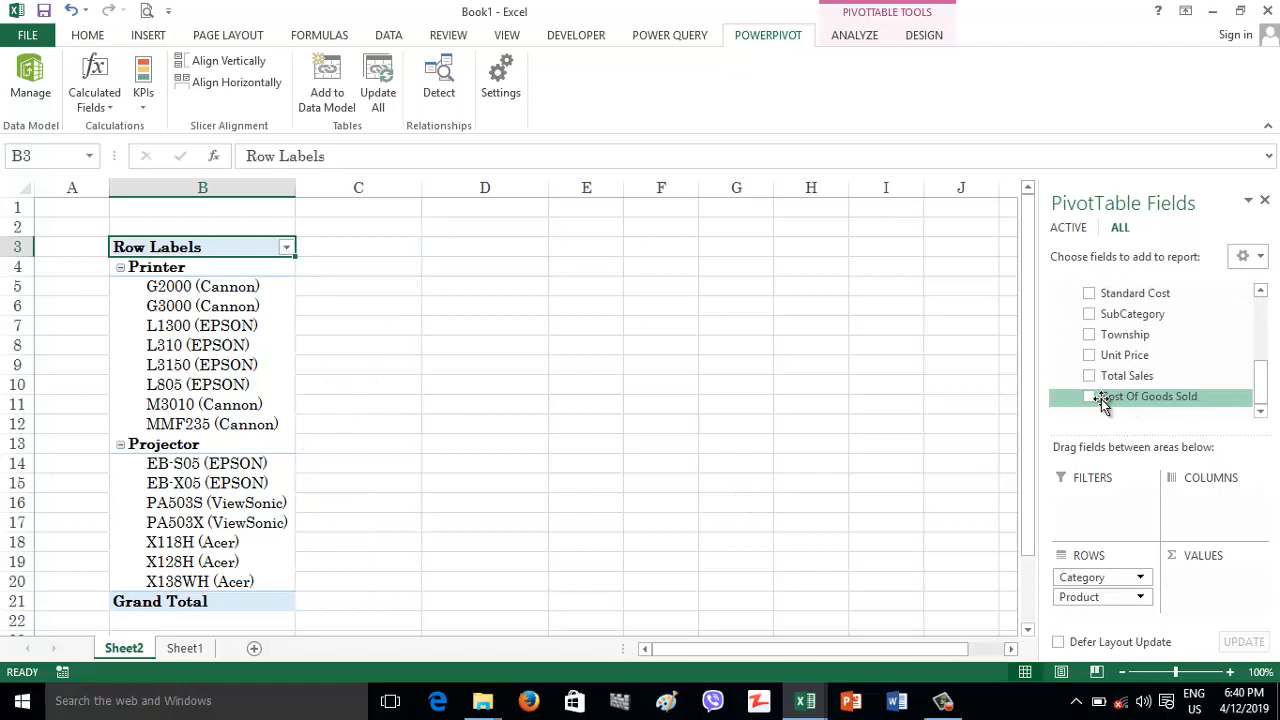 Book1 - Excel
PIVOTTABLE TOOLS
?
FILE HOME INSERT PAGE LAYOUT FORMULAS DATA REVIEW VIEW DEVELOPER POWER QUERY POWERPIVOT ANALYZE DESIGN Sign in
Manage
Calculated Fields
KPIs
Align Vertically
Align Horizontally
Add to Data Model
Update All
Detect
Settings
Data Model Calculations Slicer Alignment Tables Relationships
B3 fx Row Labels
A B C D E F G H I J
1
2
3 Row Labels
4 Printer
5 G2000 (Cannon)
6 G3000 (Cannon)
7 L1300 (EPSON)
8 L310 (EPSON)
9 L3150 (EPSON)
10 L805 (EPSON)
11 M3010 (Cannon)
12 MMF235 (Cannon)
13 Projector
14 EB-S05 (EPSON)
15 EB-X05 (EPSON)
16 PA503S (ViewSonic)
17 PA503X (ViewSonic)
18 X118H (Acer)
19 X128H (Acer)
20 X138WH (Acer)
21 Grand Total
22
PivotTable Fields
ACTIVE ALL
Choose fields to add to report:
Standard Cost
SubCategory
Township
Unit Price
Total Sales
Cost Of Goods Sold
Drag fields between areas below:
FILTERS COLUMNS
ROWS Σ VALUES
Category
Product
Defer Layout Update UPDATE
Sheet2 Sheet1
READY 100%
Search the web and Windows
ENG
US
6:40 PM
4/12/2019